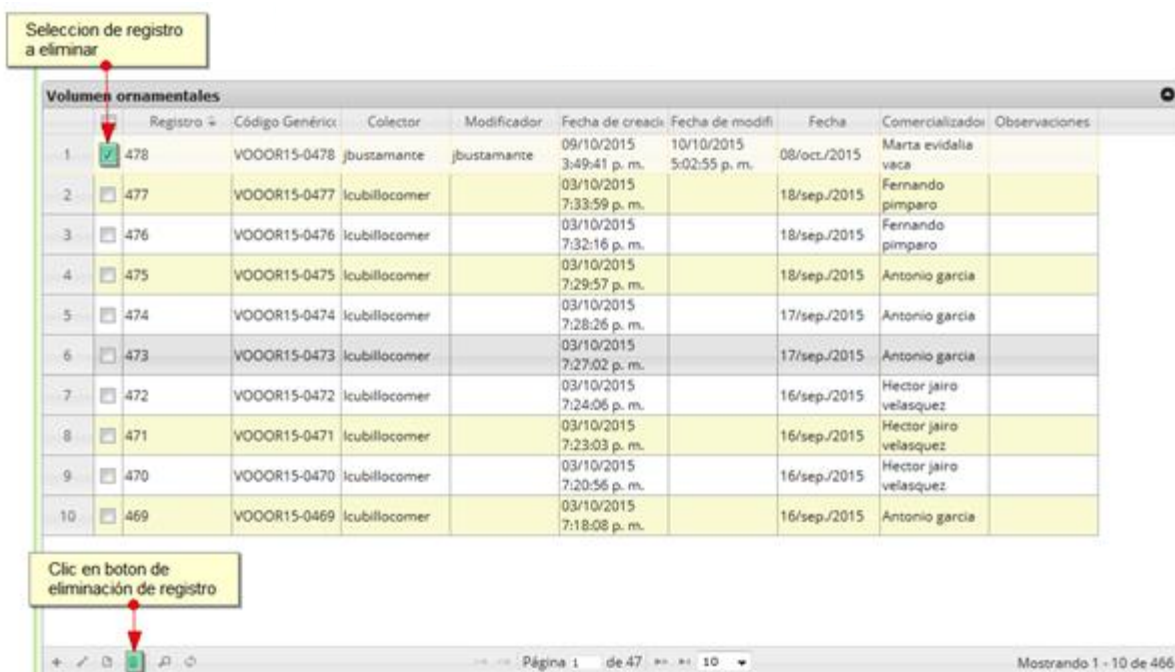 Seleccion de registro
a eliminar
Volumen ornamentales
Registro Código Genéric Colector Modificador Fecha de creaci Fecha de modifi Fecha Comercializado Observaciones
1 478 VOOOR15-0478 jbustamante jbustamante 09/10/2015 3:49:41 p. m. 10/10/2015 5:02:55 p. m. 08/oct./2015 Marta evidalia vaca
2 477 VOOOR15-0477 lcubillocomer 03/10/2015 7:33:59 p. m. 18/sep./2015 Fernando pimparo
3 476 VOOOR15-0476 lcubillocomer 03/10/2015 7:32:16 p. m. 18/sep./2015 Fernando pimparo
4 475 VOOOR15-0475 lcubillocomer 03/10/2015 7:29:57 p. m. 18/sep./2015 Antonio garcia
5 474 VOOOR15-0474 lcubillocomer 03/10/2015 7:28:26 p. m. 17/sep./2015 Antonio garcia
6 473 VOOOR15-0473 lcubillocomer 03/10/2015 7:27:02 p. m. 17/sep./2015 Antonio garcia
7 472 VOOOR15-0472 lcubillocomer 03/10/2015 7:24:06 p. m. 16/sep./2015 Hector jairo velasquez
8 471 VOOOR15-0471 lcubillocomer 03/10/2015 7:23:03 p. m. 16/sep./2015 Hector jairo velasquez
9 470 VOOOR15-0470 lcubillocomer 03/10/2015 7:20:56 p. m. 16/sep./2015 Hector jairo velasquez
10 469 VOOOR15-0469 lcubillocomer 03/10/2015 7:18:08 p. m. 16/sep./2015 Antonio garcia
Clic en boton de
eliminación de registro
Página 1 de 47 10 Mostrando 1 - 10 de 466